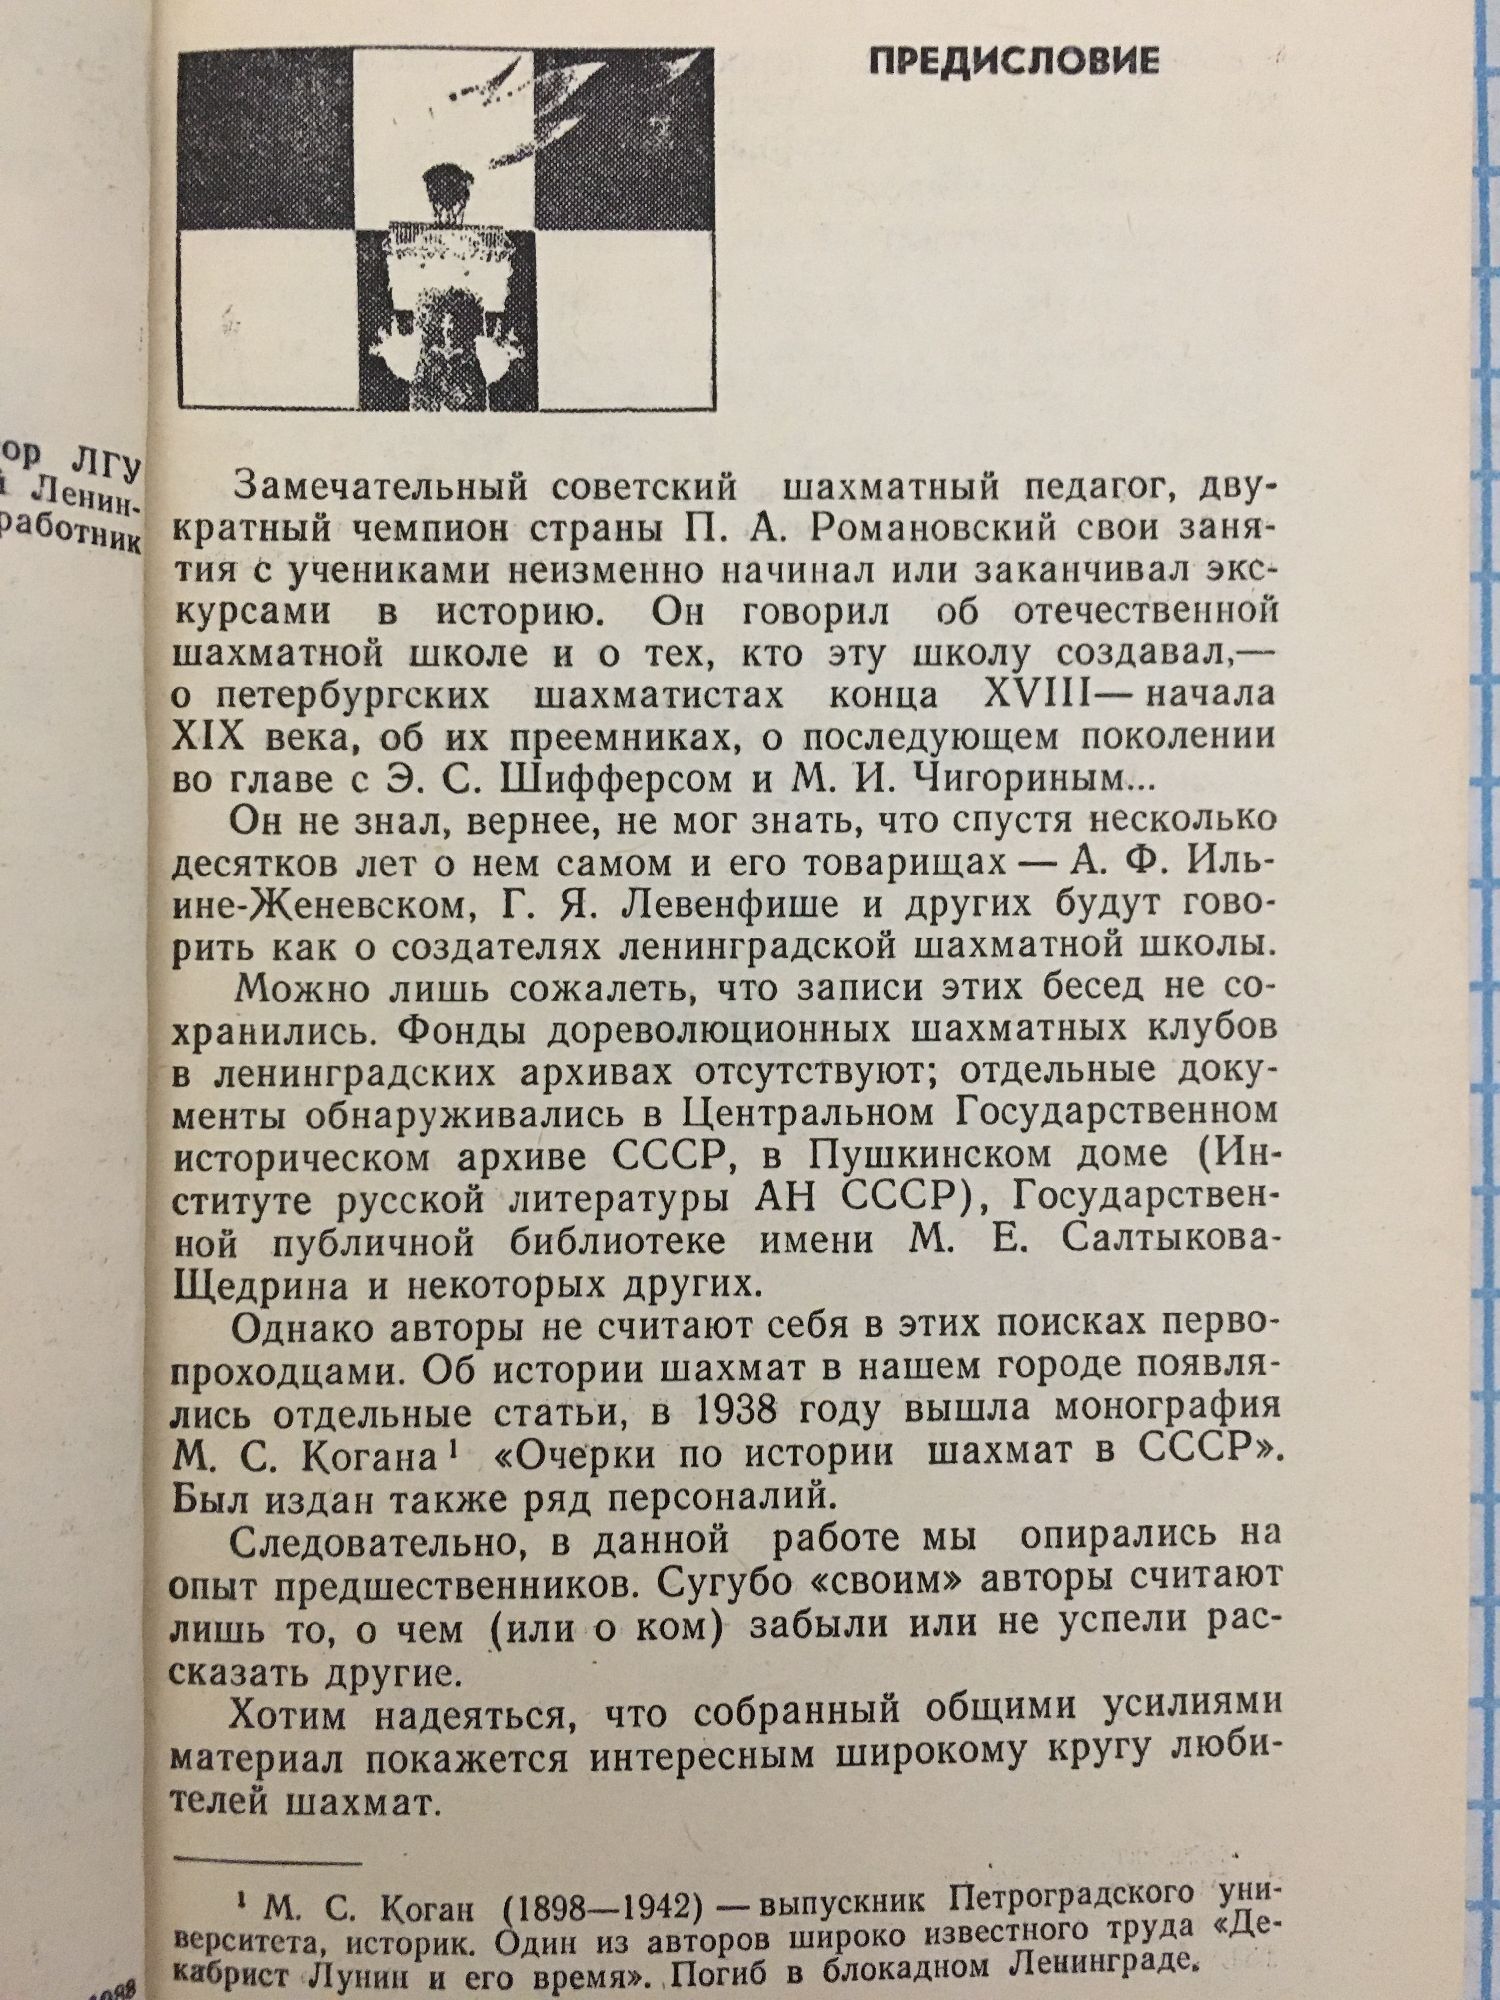 ПРЕДИСЛОВИЕ
ор ЛГУ
й Ленин-
работник
Замечательный советский шахматный педагог, дву-
кратный чемпион страны П. А. Романовский свои заня-
тия с учениками неизменно начинал или заканчивал экс-
курсами в историю. Он говорил об отечественной
шахматной школе и о тех, кто эту школу создавал,—
о петербургских шахматистах конца XVIII— начала
XIX века, об их преемниках, о последующем поколении
во главе с Э. С. Шифферсом и М. И. Чигориным...
Он не знал, вернее, не мог знать, что спустя несколько
десятков лет о нем самом и его товарищах — А. Ф. Иль-
ине-Женевском, Г. Я. Левенфише и других будут гово-
рить как о создателях ленинградской шахматной школы.
Можно лишь сожалеть, что записи этих бесед не со-
хранились. Фонды дореволюционных шахматных клубов
в ленинградских архивах отсутствуют; отдельные доку-
менты обнаруживались в Центральном Государственном
историческом архиве СССР, в Пушкинском доме (Ин-
ституте русской литературы АН СССР), Государствен-
ной публичной библиотеке имени М. Е. Салтыкова-
Щедрина и некоторых других.
Однако авторы не считают себя в этих поисках перво-
проходцами. Об истории шахмат в нашем городе появля-
лись отдельные статьи, в 1938 году вышла монография
М. С. Когана¹ «Очерки по истории шахмат в СССР».
Был издан также ряд персоналий.
Следовательно, в данной работе мы опирались на
опыт предшественников. Сугубо «своим» авторы считают
лишь то, о чем (или о ком) забыли или не успели рас-
сказать другие.
Хотим надеяться, что собранный общими усилиями
материал покажется интересным широкому кругу люби-
телей шахмат.
¹ М. С. Коган (1898—1942) — выпускник Петроградского уни-
верситета, историк. Один из авторов широко известного труда «Де-
кабрист Лунин и его время». Погиб в блокадном Ленинграде.
1988